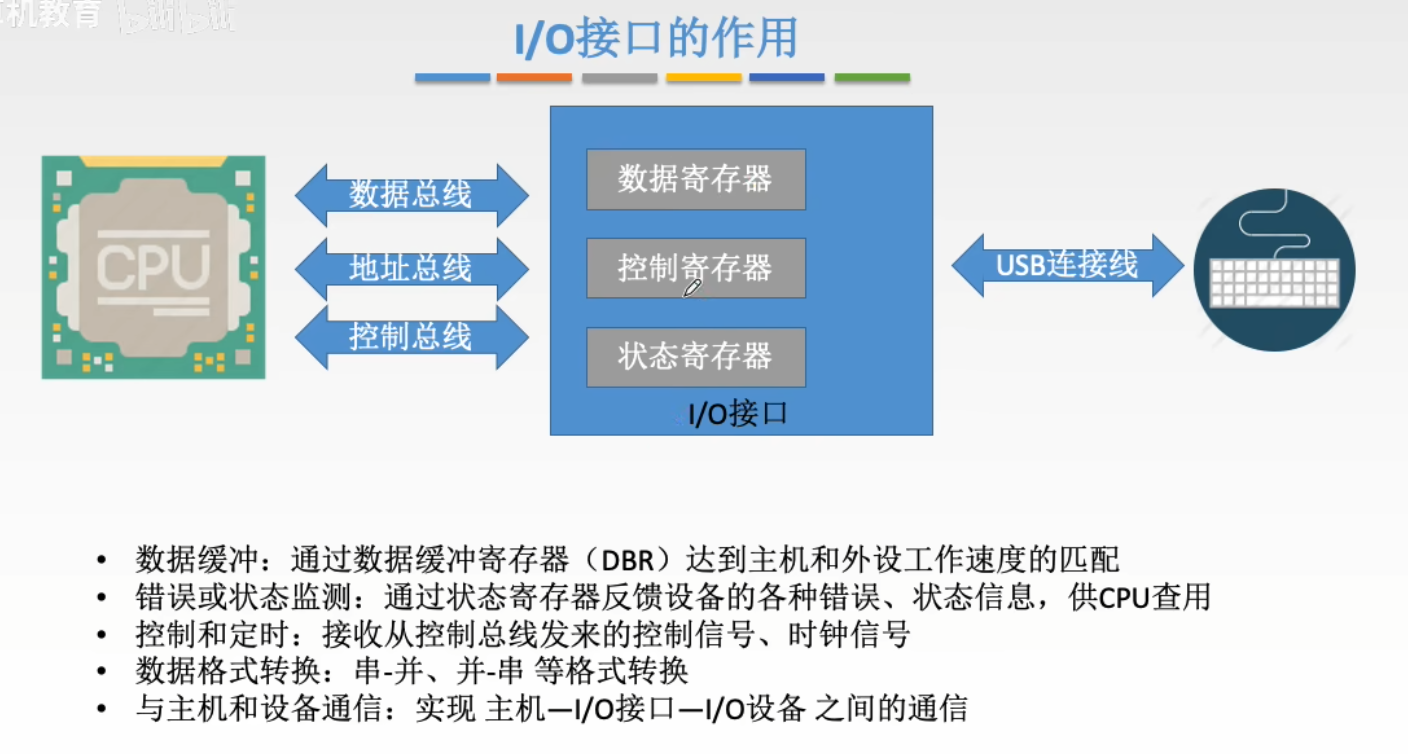 机教育 bilibili
I/O接口的作用
CPU
数据总线
地址总线
控制总线
数据寄存器
控制寄存器
状态寄存器
I/O接口
USB连接线
• 数据缓冲：通过数据缓冲寄存器（DBR）达到主机和外设工作速度的匹配
• 错误或状态监测：通过状态寄存器反馈设备的各种错误、状态信息，供CPU查用
• 控制和定时：接收从控制总线发来的控制信号、时钟信号
• 数据格式转换：串-并、并-串 等格式转换
• 与主机和设备通信：实现 主机—I/O接口—I/O设备 之间的通信